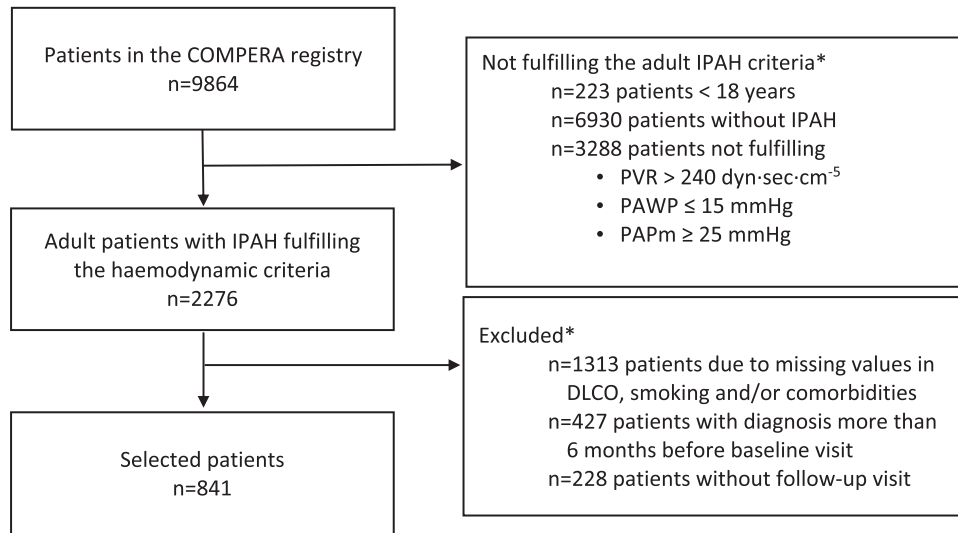 Patients in the COMPERA registry
n=9864
Not fulfilling the adult IPAH criteria*
n=223 patients < 18 years
n=6930 patients without IPAH
n=3288 patients not fulfilling
• PVR > 240 dyn·sec·cm⁻⁵
• PAWP ≤ 15 mmHg
• PAPm ≥ 25 mmHg
Adult patients with IPAH fulfilling
the haemodynamic criteria
n=2276
Excluded*
n=1313 patients due to missing values in
DLCO, smoking and/or comorbidities
n=427 patients with diagnosis more than
6 months before baseline visit
n=228 patients without follow-up visit
Selected patients
n=841